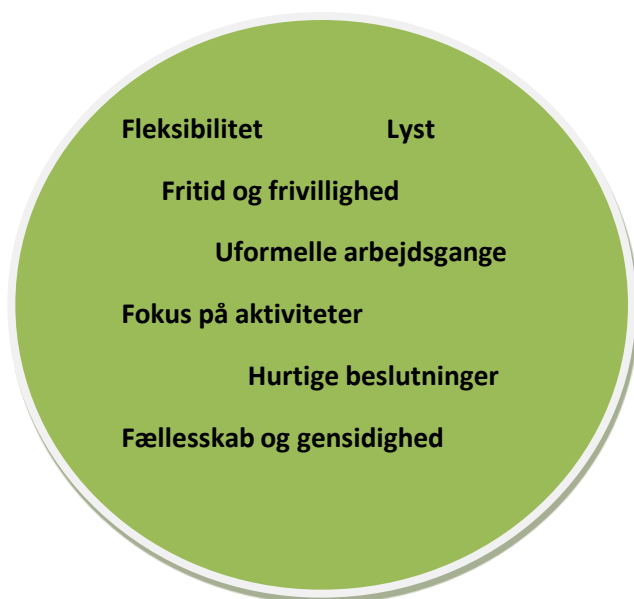 Fleksibilitet Lyst
Fritid og frivillighed
Uformelle arbejdsgange
Fokus på aktiviteter
Hurtige beslutninger
Fællesskab og gensidighed